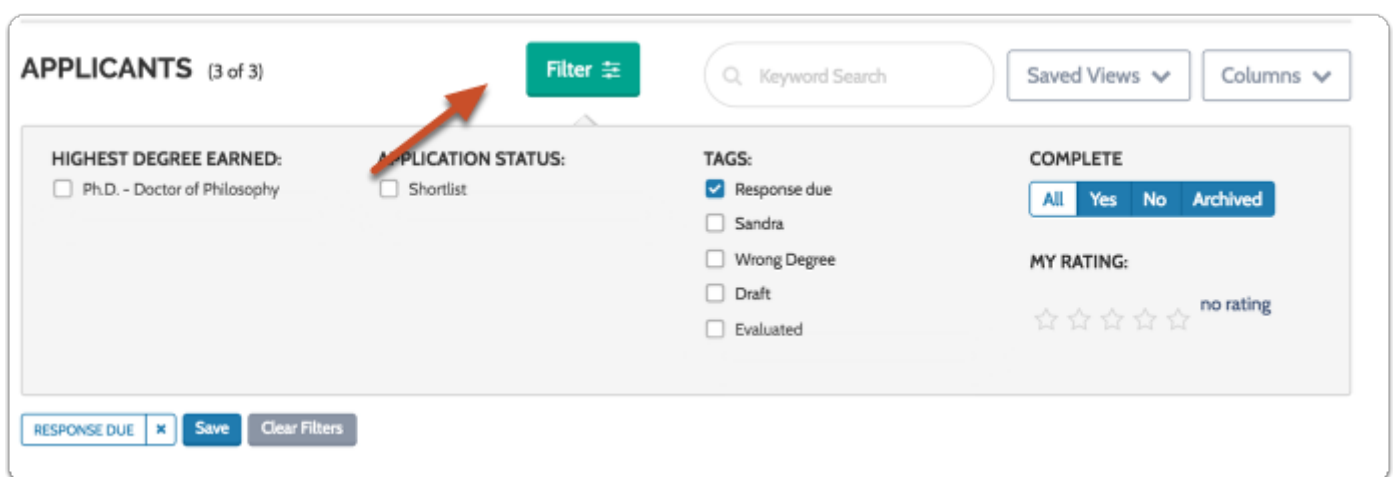 APPLICANTS (3 of 3)
Filter
Keyword Search
Saved Views
Columns
HIGHEST DEGREE EARNED:
Ph.D. - Doctor of Philosophy
APPLICATION STATUS:
Shortlist
TAGS:
Response due
Sandra
Wrong Degree
Draft
Evaluated
COMPLETE
All Yes No Archived
MY RATING:
no rating
RESPONSE DUE × Save Clear Filters